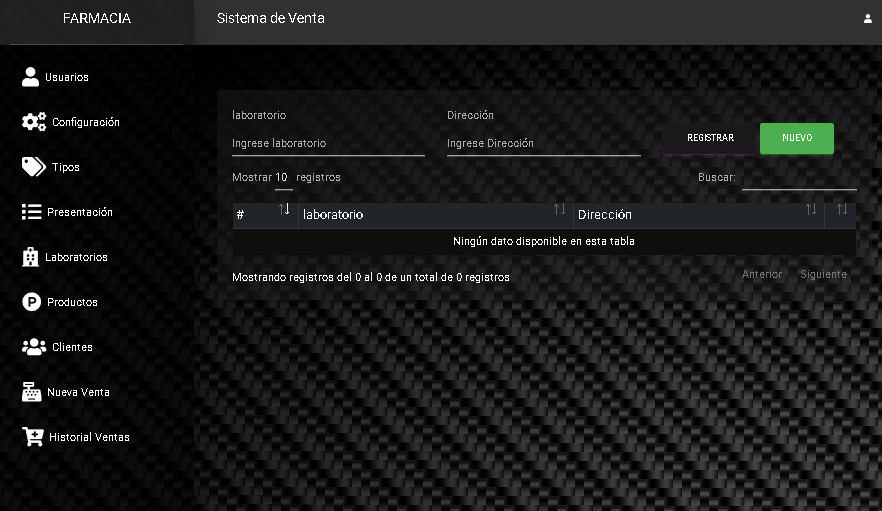 FARMACIA
Sistema de Venta
Usuarios
Configuración
Tipos
Presentación
Laboratorios
Productos
Clientes
Nueva Venta
Historial Ventas
laboratorio
Dirección
Ingrese laboratorio
Ingrese Dirección
REGISTRAR
NUEVO
Mostrar 10 registros
Buscar:
# laboratorio Dirección
Ningún dato disponible en esta tabla
Mostrando registros del 0 al 0 de un total de 0 registros
Anterior Siguiente